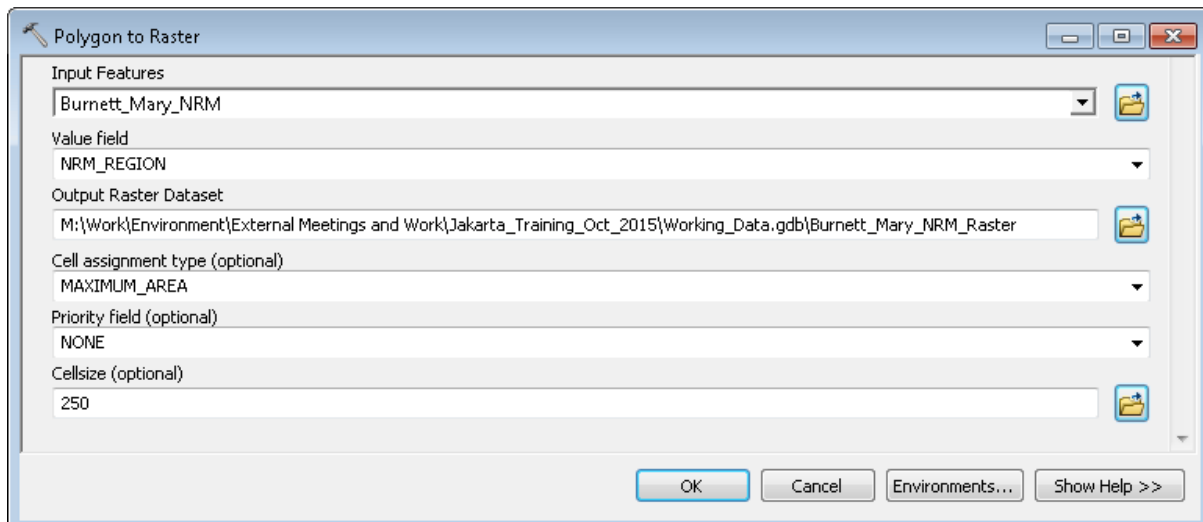 Polygon to Raster
Input Features
Burnett_Mary_NRM
Value field
NRM_REGION
Output Raster Dataset
M:\Work\Environment\External Meetings and Work\Jakarta_Training_Oct_2015\Working_Data.gdb\Burnett_Mary_NRM_Raster
Cell assignment type (optional)
MAXIMUM_AREA
Priority field (optional)
NONE
Cellsize (optional)
250
OK Cancel Environments... Show Help >>